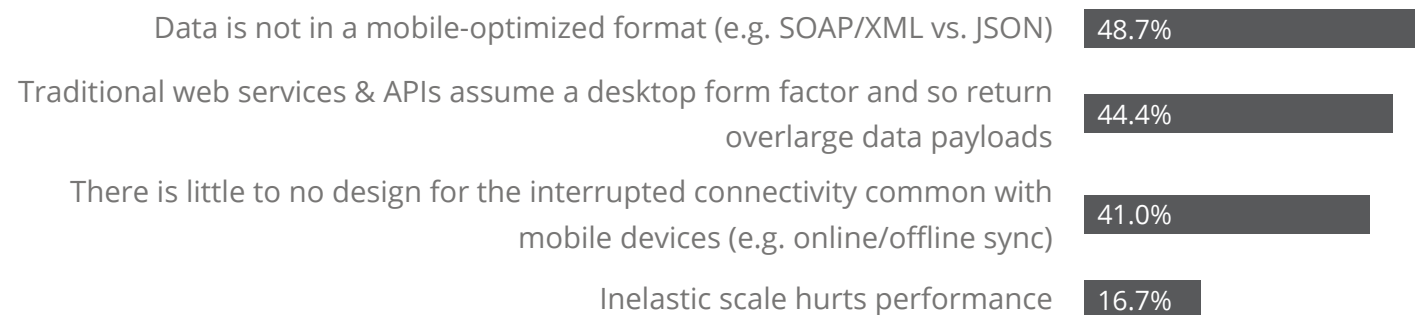 Data is not in a mobile-optimized format (e.g. SOAP/XML vs. JSON) 48.7%
Traditional web services & APIs assume a desktop form factor and so return
overlarge data payloads
44.4%
There is little to no design for the interrupted connectivity common with
mobile devices (e.g. online/offline sync)
41.0%
Inelastic scale hurts performance 16.7%